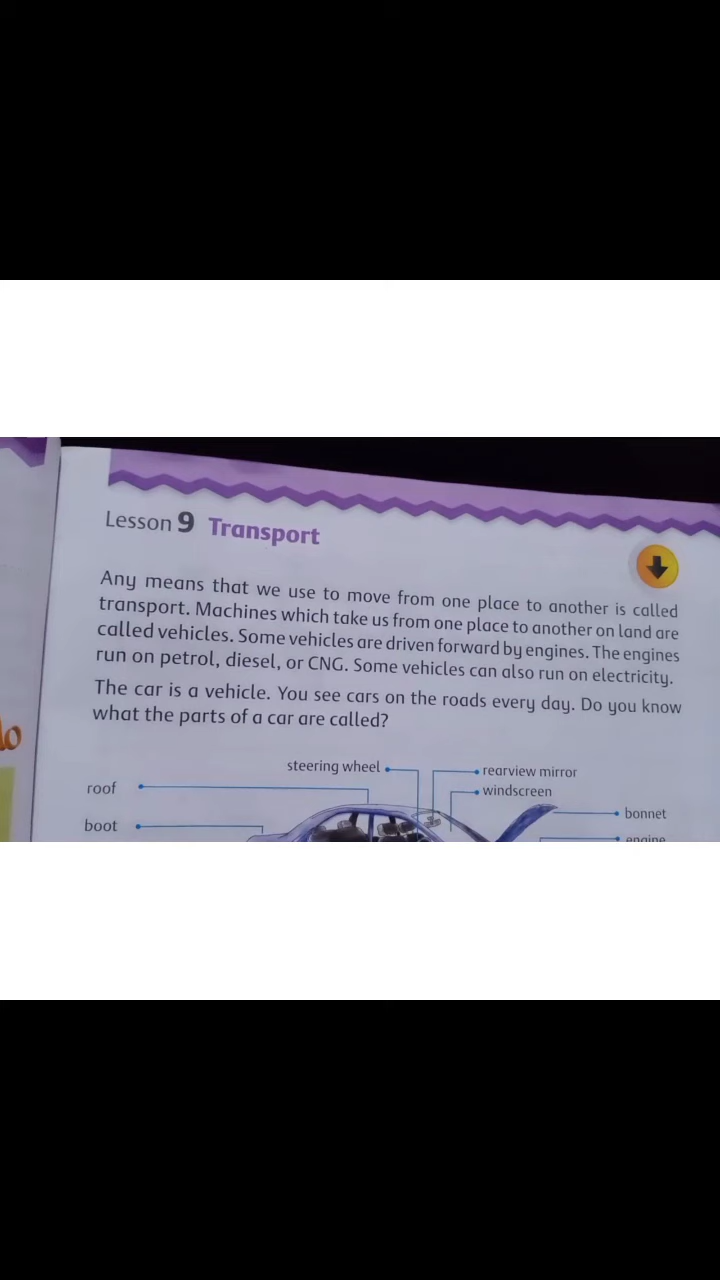 Lesson 9 Transport
Any means that we use to move from one place to another is called
transport. Machines which take us from one place to another on land are
called vehicles. Some vehicles are driven forward by engines. The engines
run on petrol, diesel, or CNG. Some vehicles can also run on electricity.
The car is a vehicle. You see cars on the roads every day. Do you know
what the parts of a car are called?
steering wheel
rearview mirror
roof
windscreen
bonnet
boot
engine